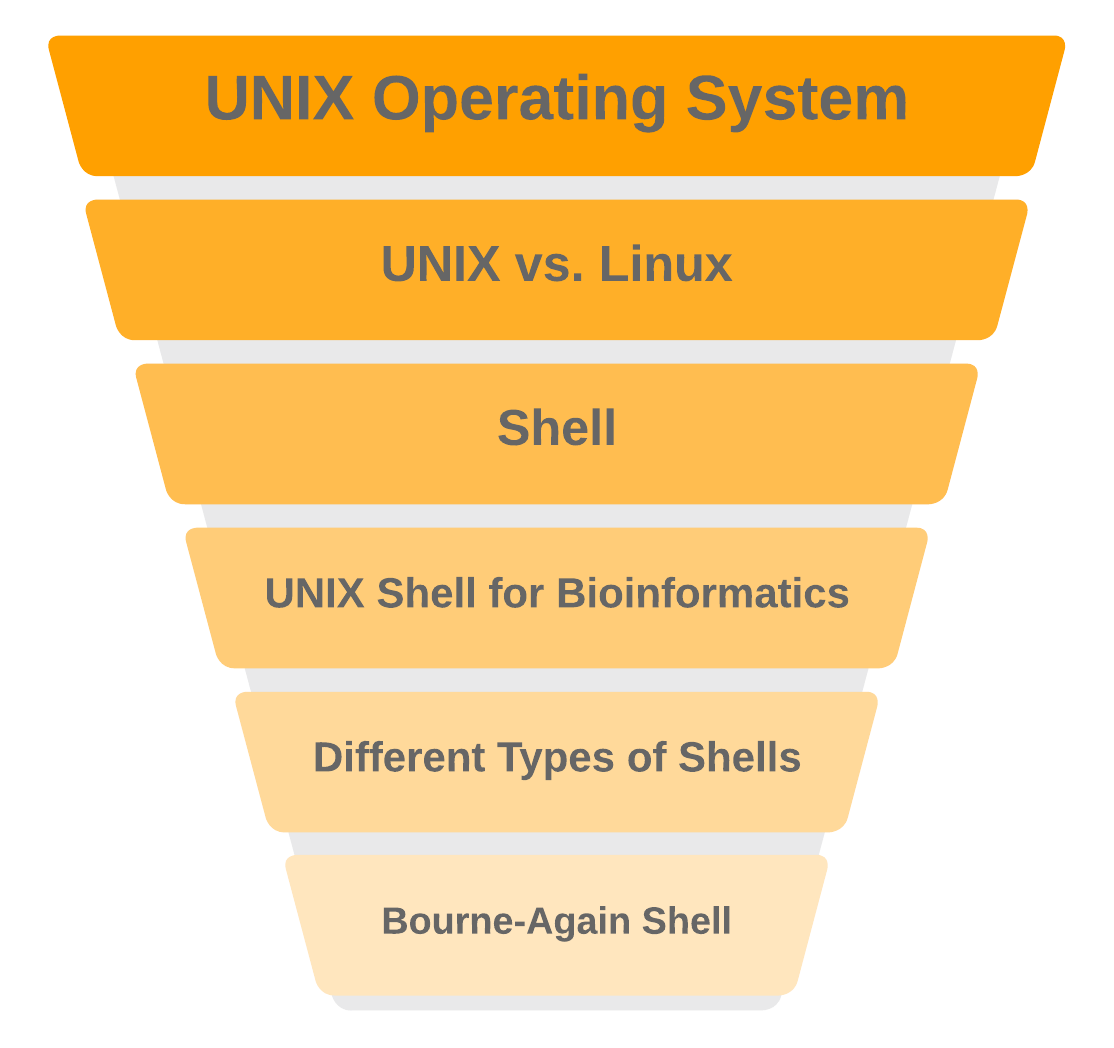 UNIX Operating System
UNIX vs. Linux
Shell
UNIX Shell for Bioinformatics
Different Types of Shells
Bourne-Again Shell